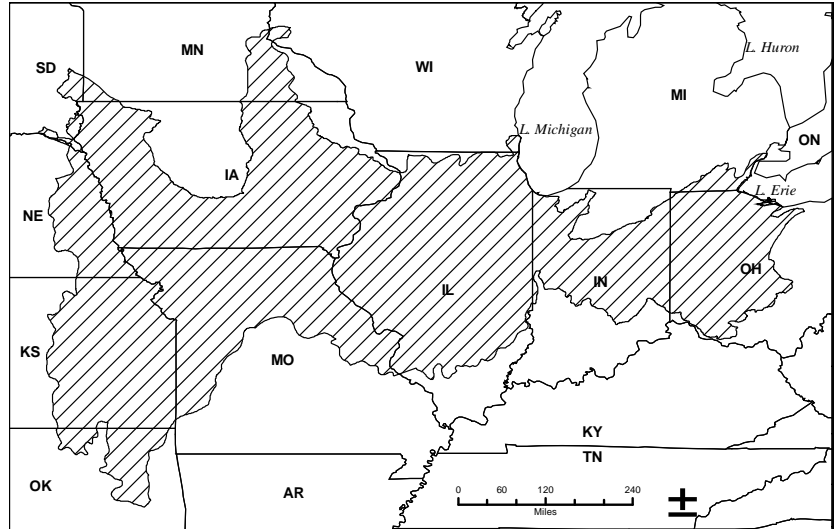 L. Huron
MN
WI
SD
MI
L. Michigan
ON
IA
L. Erie
NE
OH
IN
IL
KS
MO
KY
TN
OK
AR
0 60 120 240
Miles